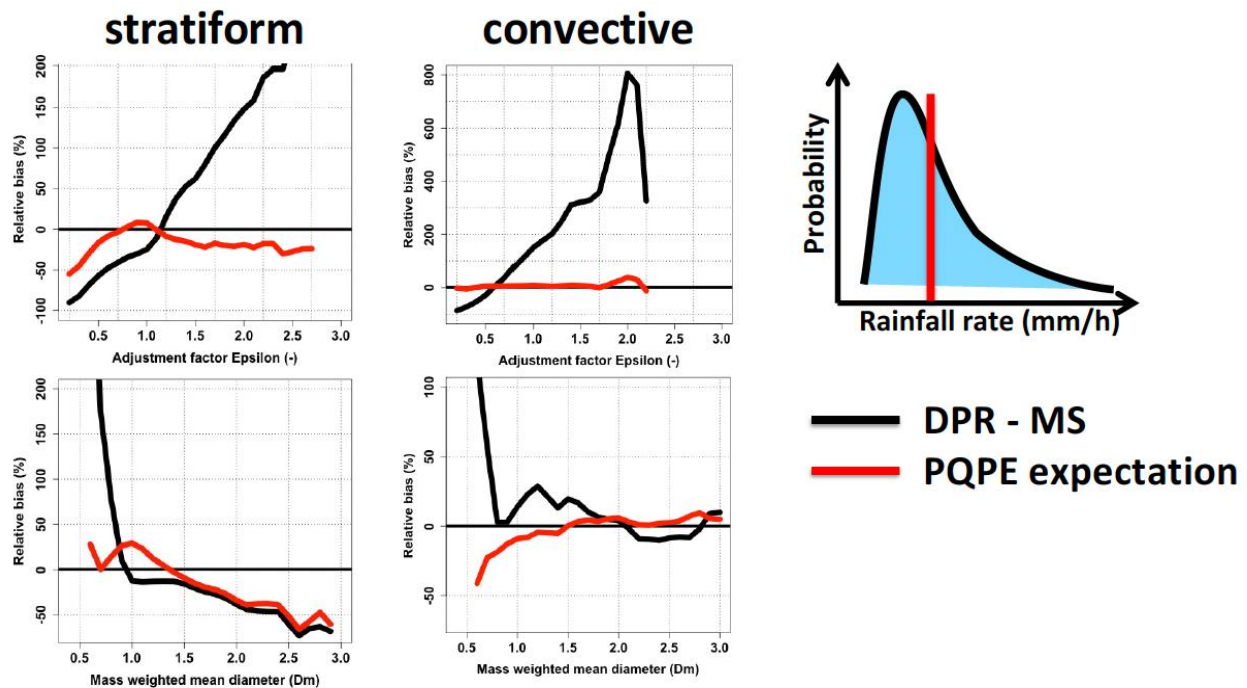 stratiform
convective
Relative bias (%)
200
150
100
50
0
-50
-100
0.5 1.0 1.5 2.0 2.5 3.0
Adjustment factor Epsilon (-)
Relative bias (%)
800
600
400
200
0
0.5 1.0 1.5 2.0 2.5 3.0
Adjustment factor Epsilon (-)
Probability
Rainfall rate (mm/h)
Relative bias (%)
200
150
100
50
0
-50
0.5 1.0 1.5 2.0 2.5 3.0
Mass weighted mean diameter (Dm)
Relative bias (%)
100
50
0
-50
0.5 1.0 1.5 2.0 2.5 3.0
Mass weighted mean diameter (Dm)
DPR - MS
PQPE expectation